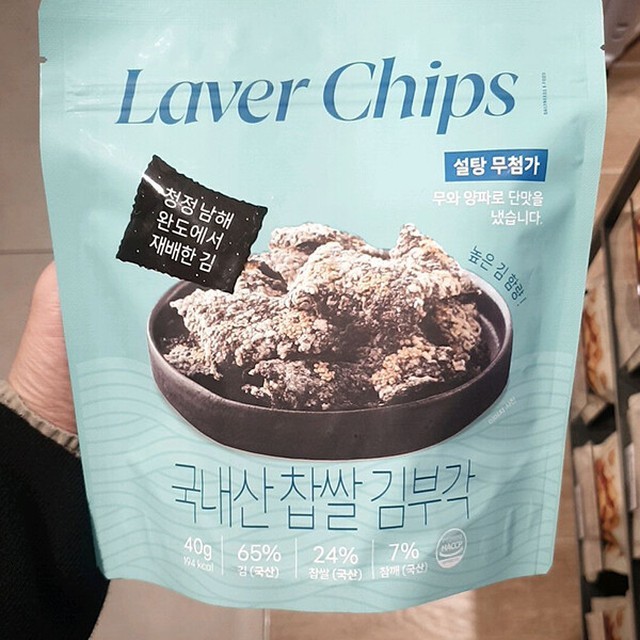 Laver Chips
설탕 무첨가
무와 양파로 단맛을
냈습니다.
청정 남해
완도에서
재배한 김
높은 김 함량!
국내산 찹쌀 김부각
40g
194 kcal
65%
김 (국산)
24%
찹쌀 (국산)
7%
참깨 (국산)
HACCP